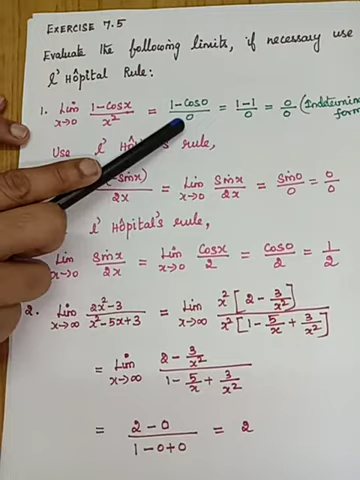 EXERCISE 7.5
Evaluate the following limits, if necessary use
l' Hôpital Rule:
1. Lim x→0 (1-Cosx)/x² = (1-Cos0)/0 = (1-1)/0 = 0/0 (Indetermin
form
Use l' Hô 's rule,
-sinx)/2x = Lim x→0 Sinx/2x = Sin0/0 = 0/0
l' Hôpital's rule,
Lim x→0 Sinx/2x = Lim x→0 Cosx/2 = Cos0/2 = 1/2
2. Lim x→∞ (2x²-3)/(x²-5x+3) = Lim x→∞ x²[2-3/x²]/x²[1-5/x+3/x²]
= Lim x→∞ (2-3/x²)/(1-5/x+3/x²)
= (2-0)/(1-0+0) = 2